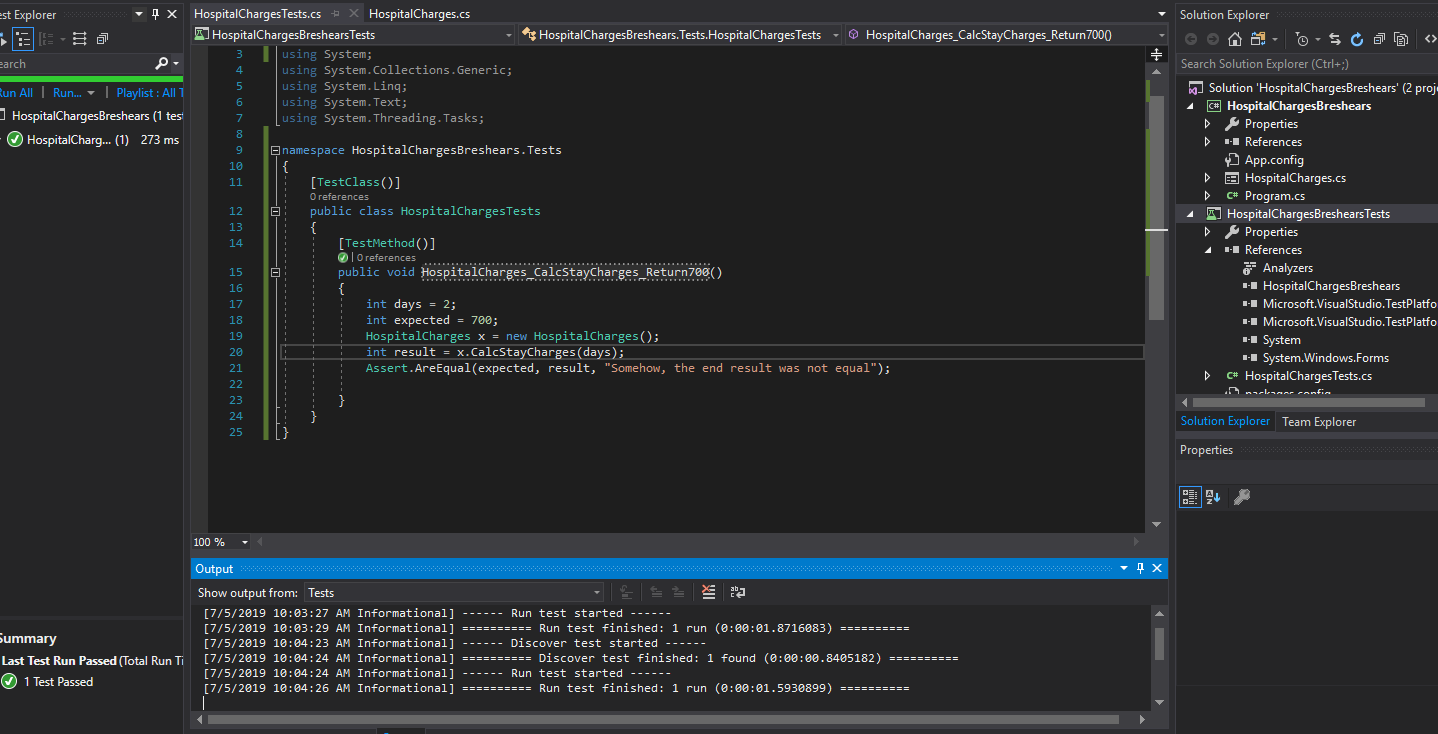 est Explorer
earch
Run All | Run... | Playlist : All T
HospitalChargesBreshears (1 test
HospitalCharg... (1) 273 ms
Summary
Last Test Run Passed (Total Run Ti
1 Test Passed
HospitalChargesTests.cs HospitalCharges.cs
HospitalChargesBreshearsTests HospitalChargesBreshears.Tests.HospitalChargesTests HospitalCharges_CalcStayCharges_Return700()
3 using System;
4 using System.Collections.Generic;
5 using System.Linq;
6 using System.Text;
7 using System.Threading.Tasks;
8
9 namespace HospitalChargesBreshears.Tests
10 {
11 [TestClass()]
0 references
12 public class HospitalChargesTests
13 {
14 [TestMethod()]
| 0 references
15 public void HospitalCharges_CalcStayCharges_Return700()
16 {
17 int days = 2;
18 int expected = 700;
19 HospitalCharges x = new HospitalCharges();
20 int result = x.CalcStayCharges(days);
21 Assert.AreEqual(expected, result, "Somehow, the end result was not equal");
22
23 }
24 }
25 }
100 %
Output
Show output from: Tests
[7/5/2019 10:03:27 AM Informational] ------ Run test started ------
[7/5/2019 10:03:29 AM Informational] ========== Run test finished: 1 run (0:00:01.8716083) ==========
[7/5/2019 10:04:23 AM Informational] ------ Discover test started ------
[7/5/2019 10:04:24 AM Informational] ========== Discover test finished: 1 found (0:00:00.8405182) ==========
[7/5/2019 10:04:24 AM Informational] ------ Run test started ------
[7/5/2019 10:04:26 AM Informational] ========== Run test finished: 1 run (0:00:01.5930899) ==========
Solution Explorer
Search Solution Explorer (Ctrl+;)
Solution 'HospitalChargesBreshears' (2 proje
C# HospitalChargesBreshears
Properties
References
App.config
HospitalCharges.cs
C# Program.cs
HospitalChargesBreshearsTests
Properties
References
Analyzers
HospitalChargesBreshears
Microsoft.VisualStudio.TestPlatfo
Microsoft.VisualStudio.TestPlatfo
System
System.Windows.Forms
C# HospitalChargesTests.cs
packages.config
Solution Explorer Team Explorer
Properties